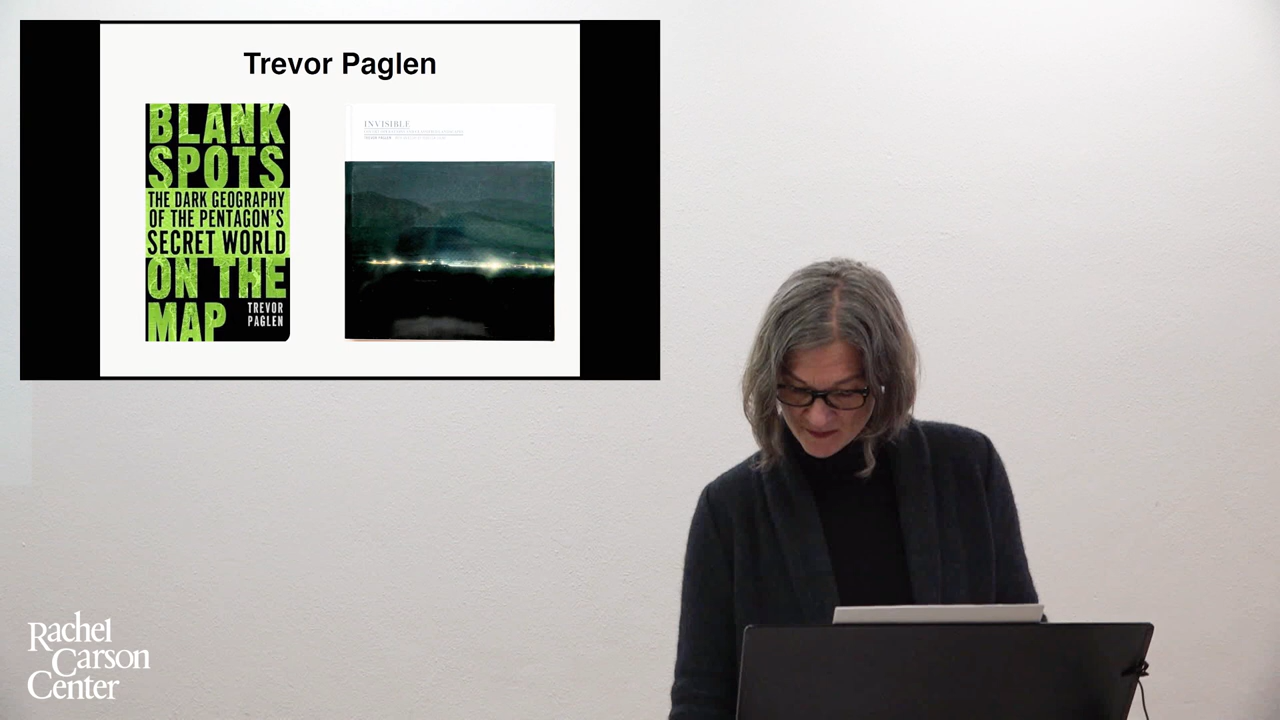 Trevor Paglen
BLANK
SPOTS
THE DARK GEOGRAPHY
OF THE PENTAGON'S
SECRET WORLD
ON THE
MAP
TREVOR
PAGLEN
INVISIBLE
Rachel
Carson
Center